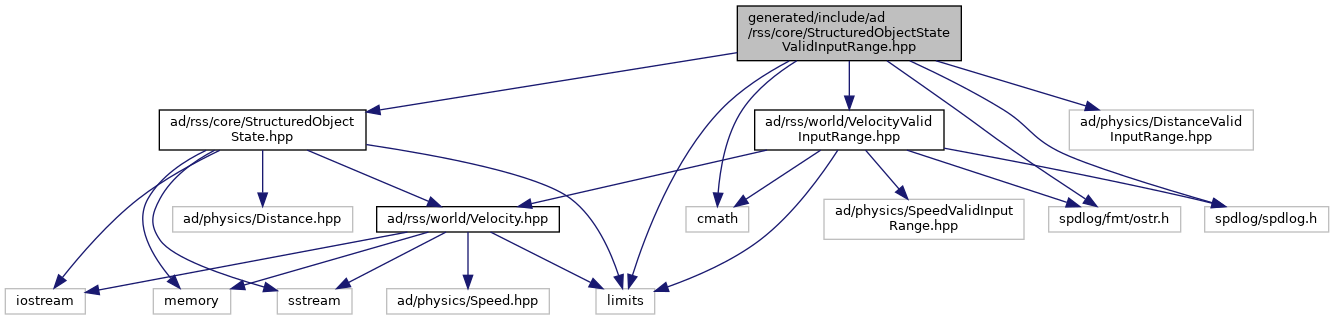 generated/include/ad
/rss/core/StructuredObjectState
ValidInputRange.hpp
ad/rss/core/StructuredObject
State.hpp
ad/rss/world/VelocityValid
InputRange.hpp
ad/physics/DistanceValid
InputRange.hpp
ad/physics/Distance.hpp
ad/rss/world/Velocity.hpp
cmath
ad/physics/SpeedValidInput
Range.hpp
spdlog/fmt/ostr.h
spdlog/spdlog.h
iostream
memory
sstream
ad/physics/Speed.hpp
limits